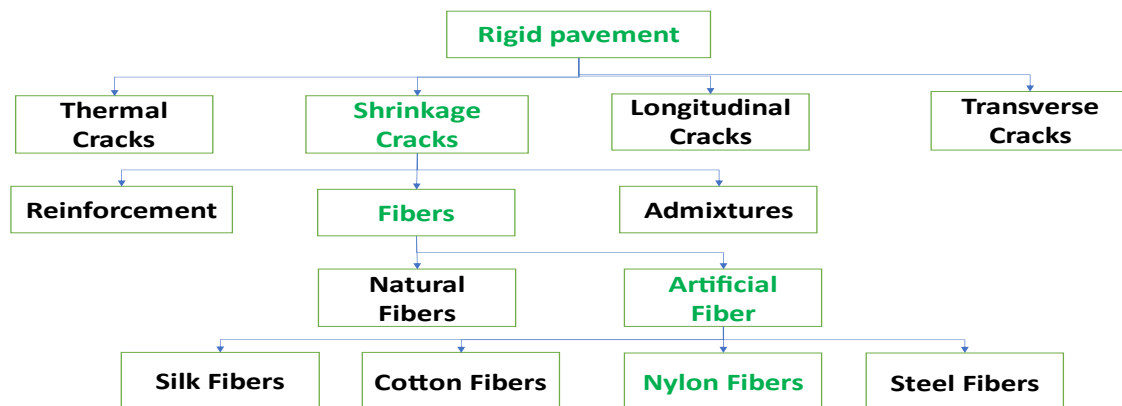 Rigid pavement
Thermal
Cracks
Shrinkage
Cracks
Longitudinal
Cracks
Transverse
Cracks
Reinforcement
Fibers
Admixtures
Natural
Fibers
Artificial
Fiber
Silk Fibers
Cotton Fibers
Nylon Fibers
Steel Fibers